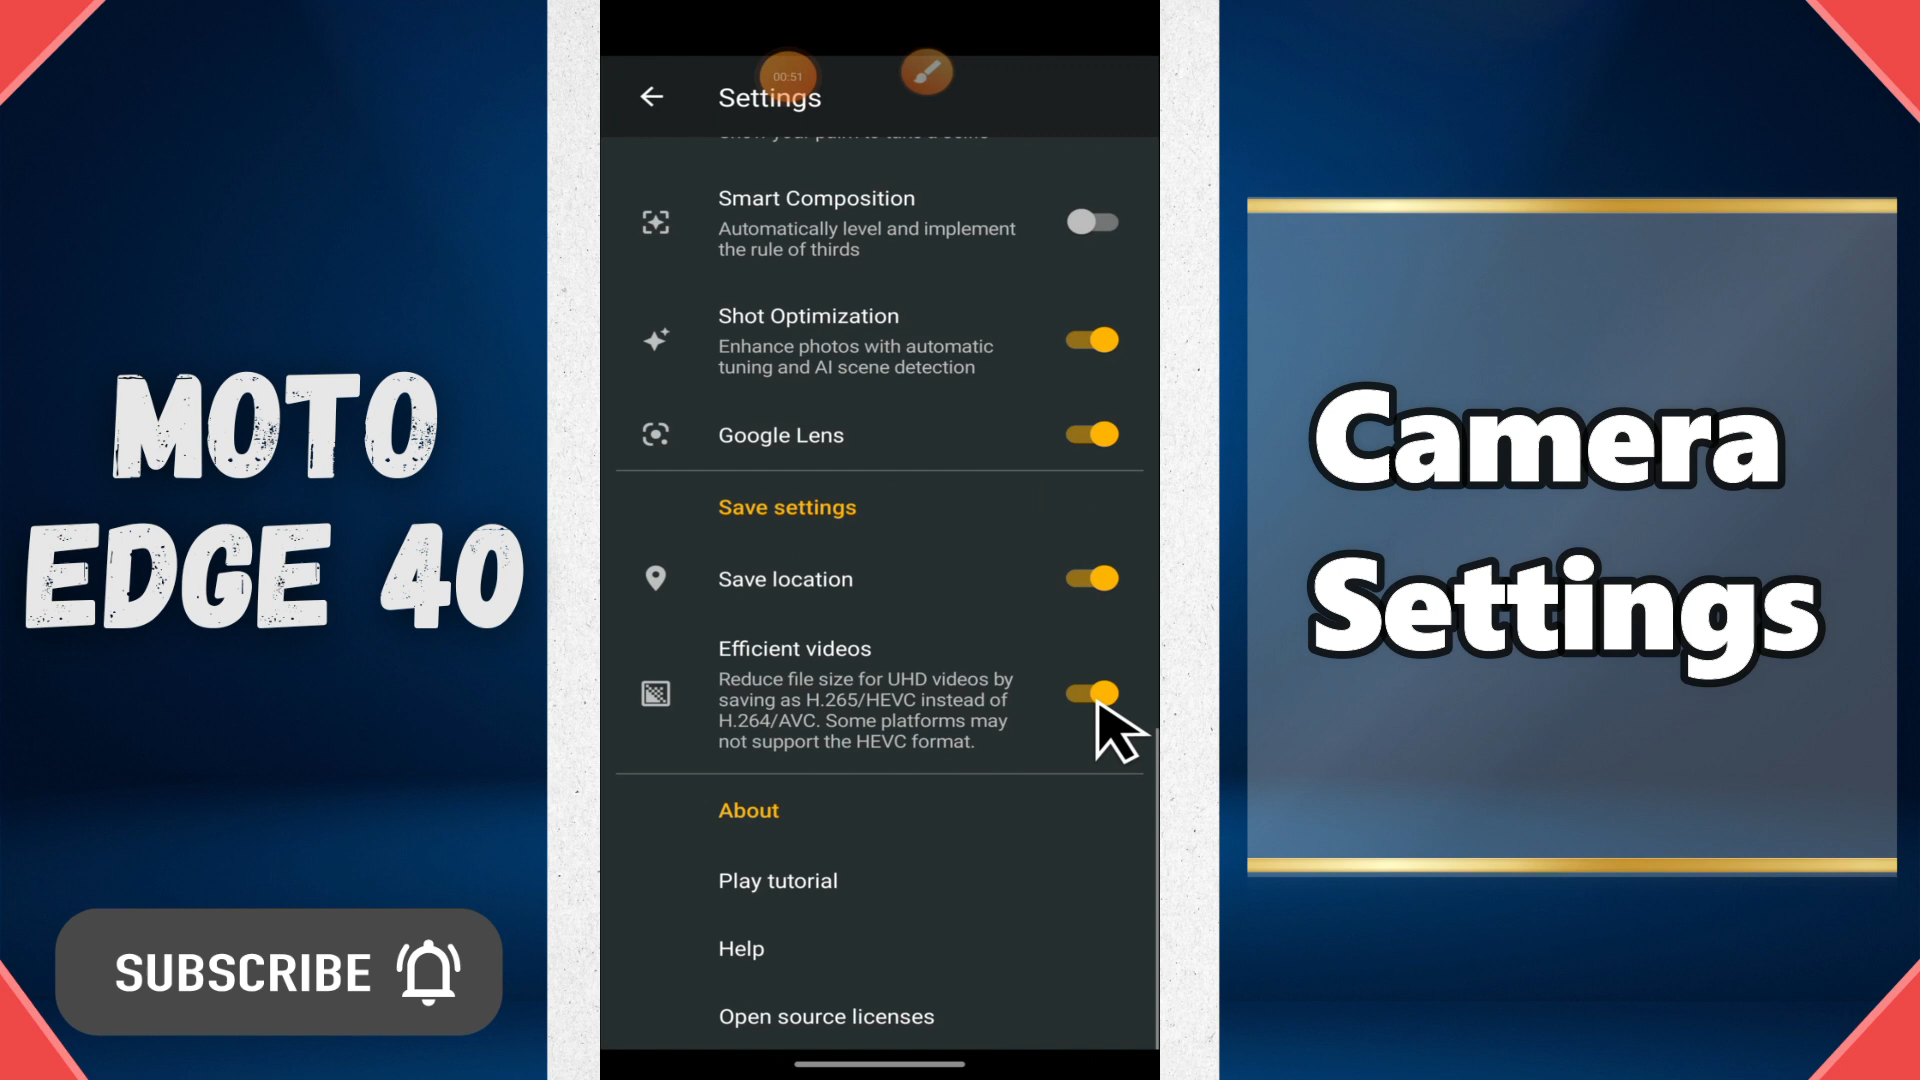 MOTO
EDGE 40
SUBSCRIBE
00:51
Settings
Smart Composition
Automatically level and implement
the rule of thirds
Shot Optimization
Enhance photos with automatic
tuning and AI scene detection
Google Lens
Save settings
Save location
Efficient videos
Reduce file size for UHD videos by
saving as H.265/HEVC instead of
H.264/AVC. Some platforms may
not support the HEVC format.
About
Play tutorial
Help
Open source licenses
Camera
Settings